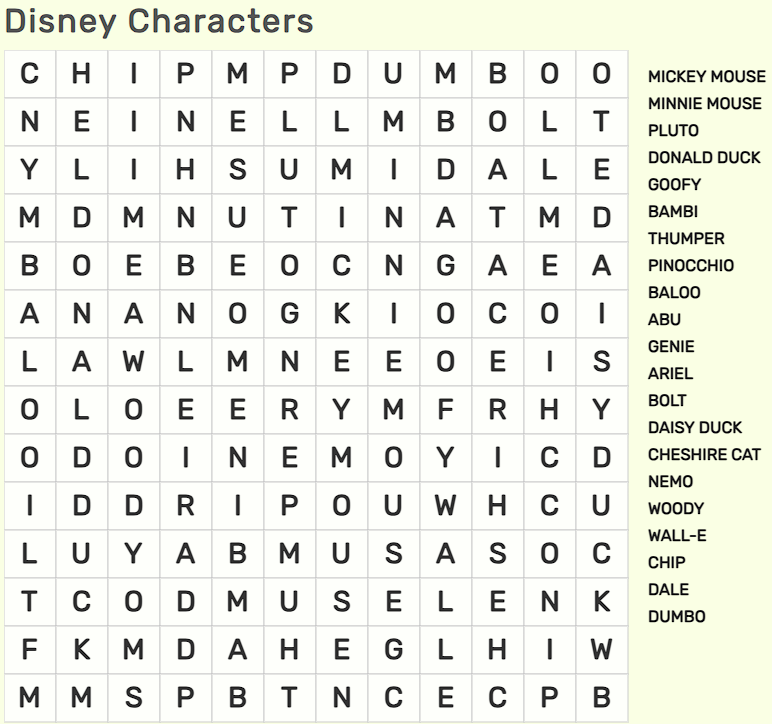 Disney Characters
C H I P M P D U M B O O
N E I N E L L M B O L T
Y L I H S U M I D A L E
M D M N U T I N A T M D
B O E B E O C N G A E A
A N A N O G K I O C O I
L A W L M N E E O E I S
O L O E E R Y M F R H Y
O D O I N E M O Y I C D
I D D R I P O U W H C U
L U Y A B M U S A S O C
T C O D M U S E L E N K
F K M D A H E G L H I W
M M S P B T N C E C P B
MICKEY MOUSE
MINNIE MOUSE
PLUTO
DONALD DUCK
GOOFY
BAMBI
THUMPER
PINOCCHIO
BALOO
ABU
GENIE
ARIEL
BOLT
DAISY DUCK
CHESHIRE CAT
NEMO
WOODY
WALL-E
CHIP
DALE
DUMBO